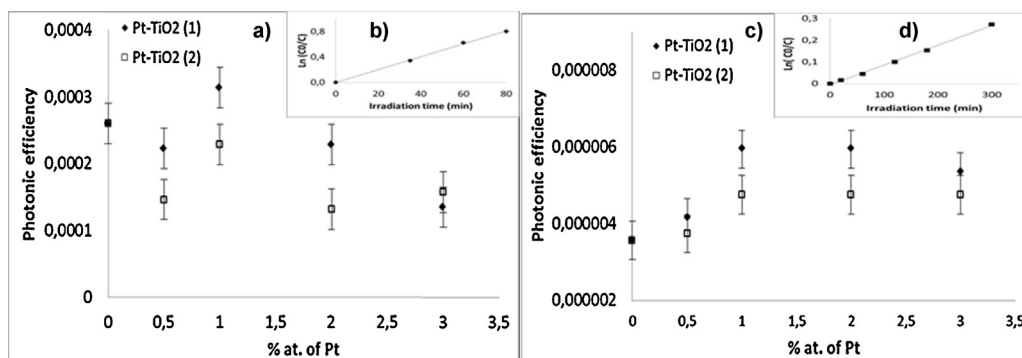 0,0004
0,0003
0,0002
0,0001
0
Photonic efficiency
0 0,5 1 1,5 2 2,5 3 3,5
% at. of Pt
Pt-TiO2 (1)
Pt-TiO2 (2)
a)
b)
Ln (C0/C)
0,8
0,4
0,0
0 20 40 60 80
Irradiation time (min)
0,000008
0,000006
0,000004
0,000002
Photonic efficiency
0 0,5 1 1,5 2 2,5 3 3,5
% at. of Pt
Pt-TiO2 (1)
Pt-TiO2 (2)
c)
d)
Ln(C0/C)
0,3
0,2
0,1
0
0 100 200 300
Irradiation time (min)